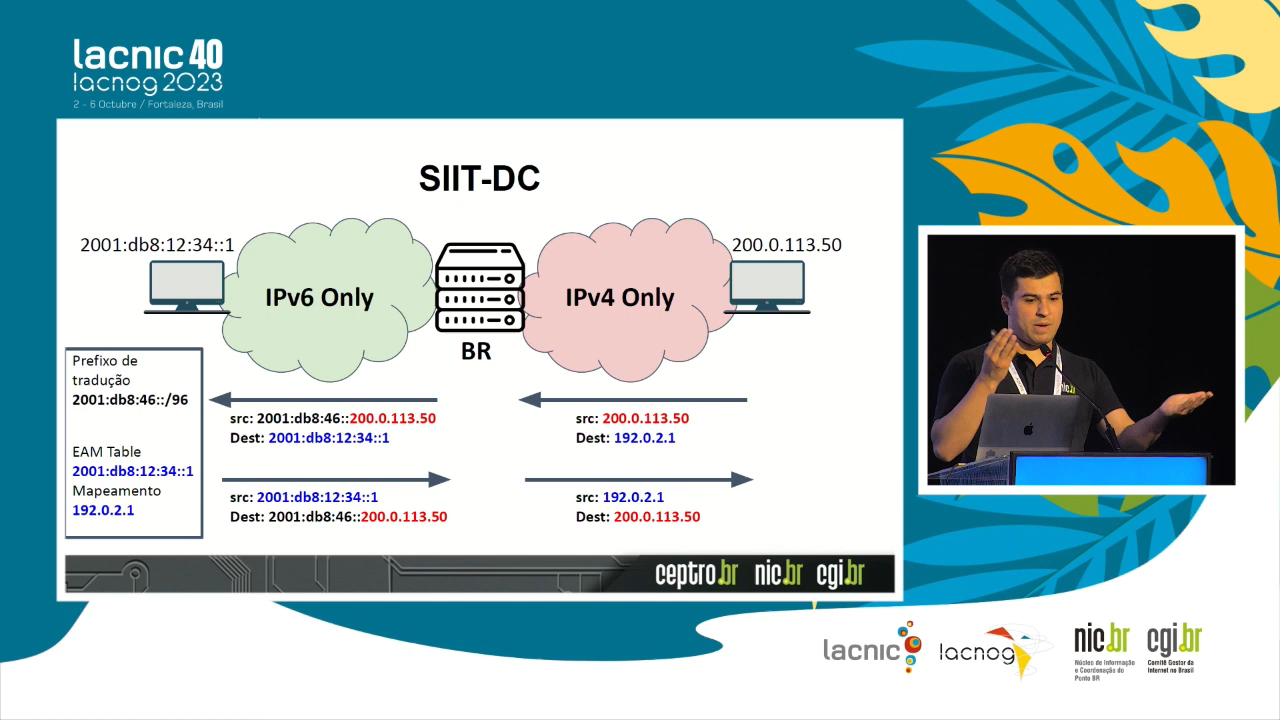 lacnic 40
lacnog 2023
2 - 6 Octubre / Fortaleza, Brasil
SIIT-DC
2001:db8:12:34::1
200.0.113.50
IPv6 Only
IPv4 Only
BR
Prefixo de
tradução
2001:db8:46::/96
EAM Table
2001:db8:12:34::1
Mapeamento
192.0.2.1
src: 2001:db8:46::200.0.113.50
Dest: 2001:db8:12:34::1
src: 200.0.113.50
Dest: 192.0.2.1
src: 2001:db8:12:34::1
Dest: 2001:db8:46::200.0.113.50
src: 192.0.2.1
Dest: 200.0.113.50
ceptro.br nic.br cgi.br
nic.br
lacnic
lacnog
nic.br
Núcleo de Informação
e Coordenação do
Ponto BR
cgi.br
Comitê Gestor da
Internet no Brasil